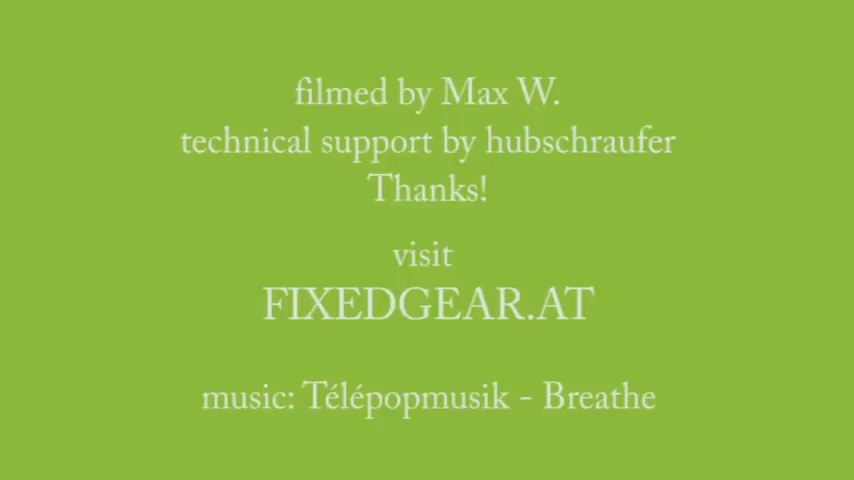 filmed by Max W.
technical support by hubschraufer
Thanks!
visit
FIXEDGEAR.AT
music: Télépopmusik - Breathe